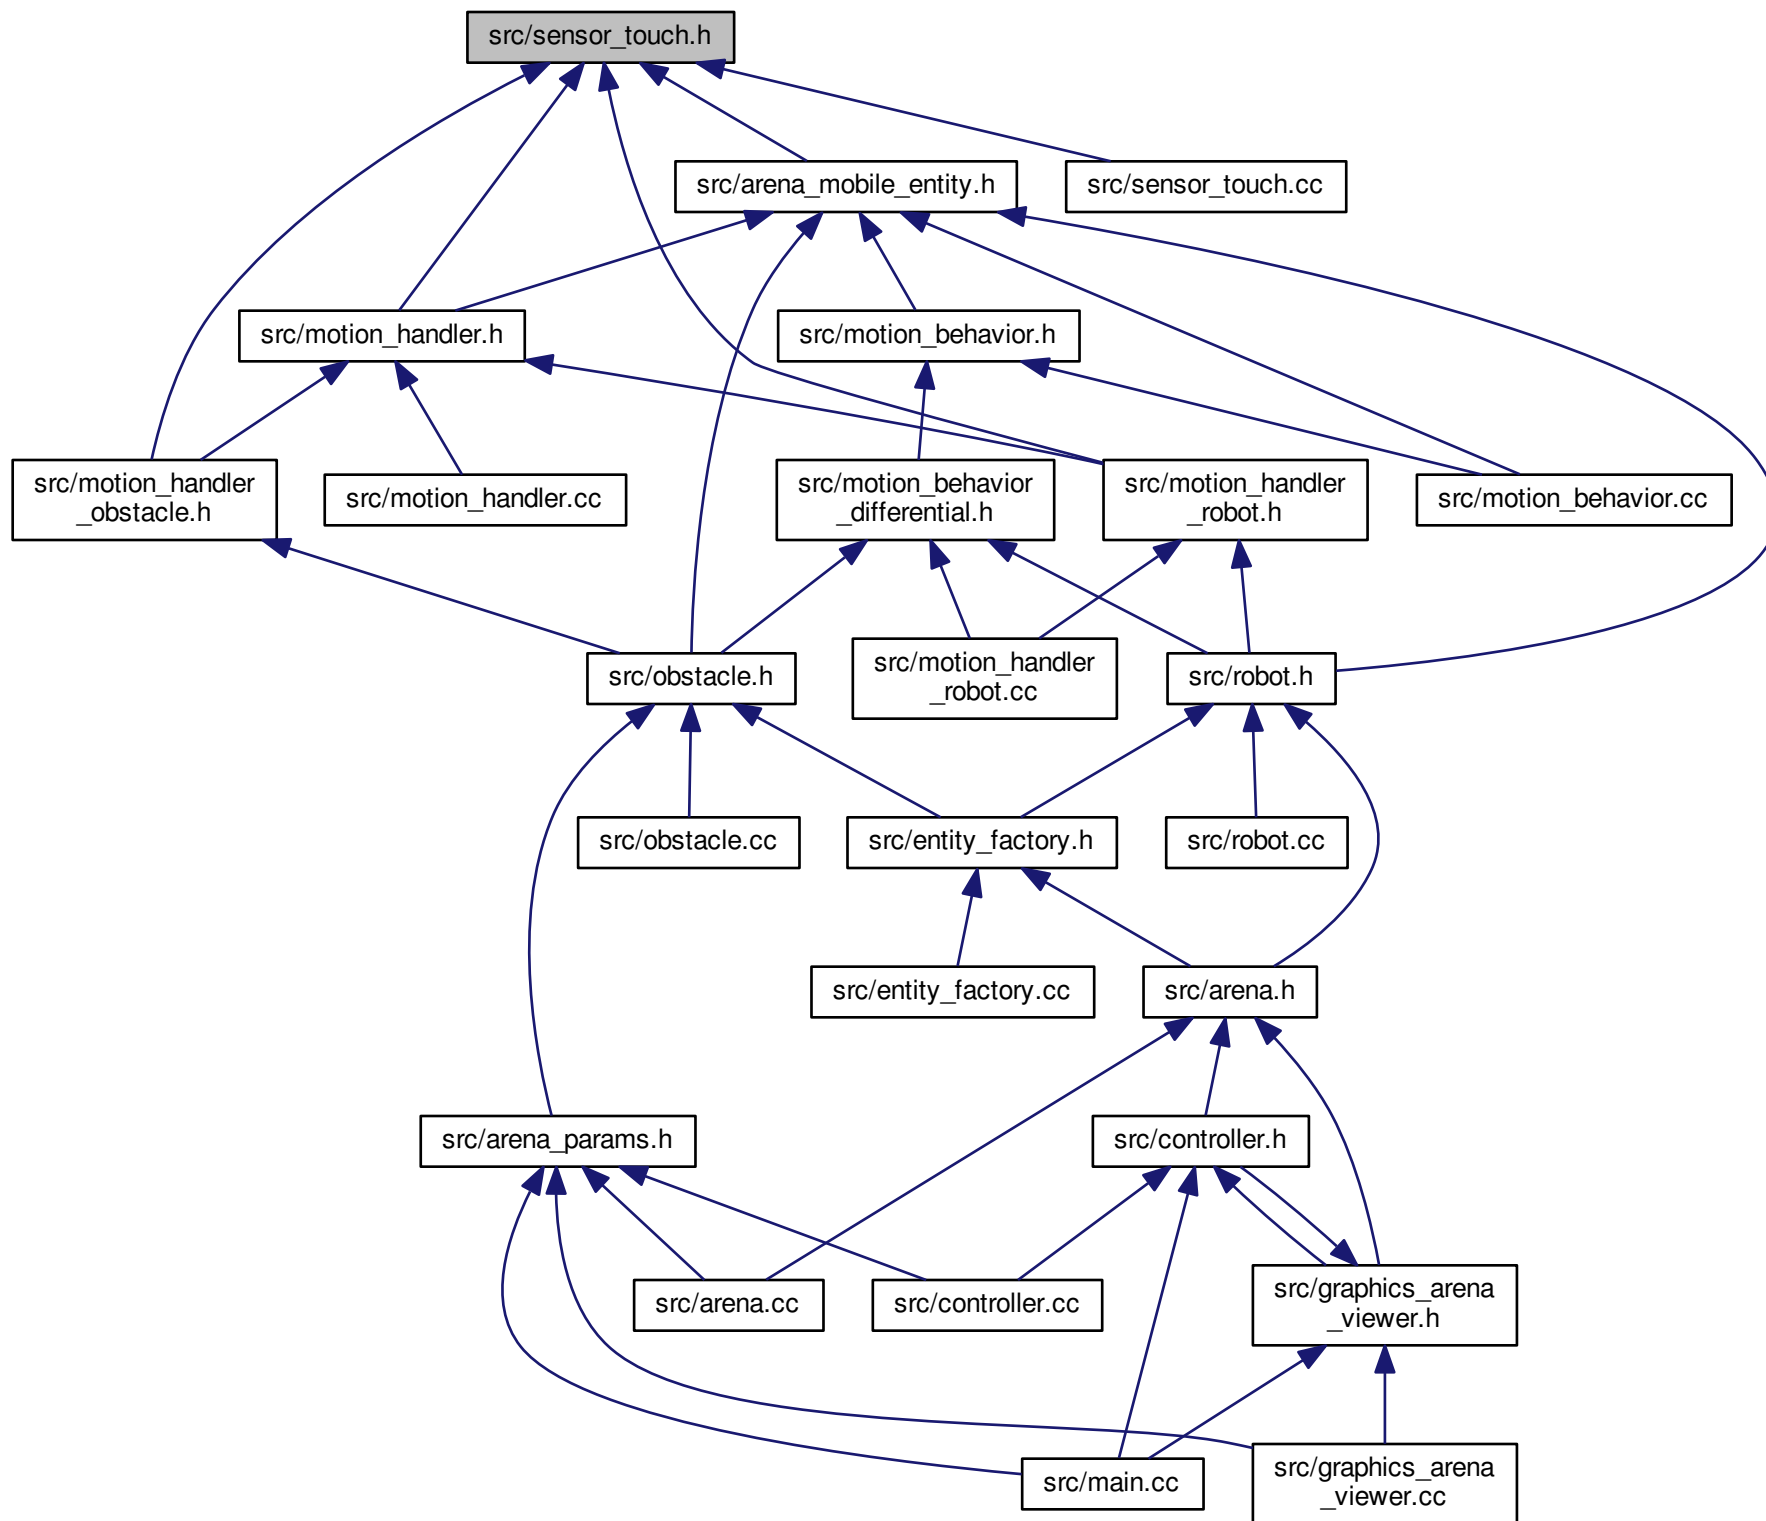 src/sensor_touch.h
src/arena_mobile_entity.h
src/sensor_touch.cc
src/motion_handler.h
src/motion_behavior.h
src/motion_handler
_obstacle.h
src/motion_handler.cc
src/motion_behavior
_differential.h
src/motion_handler
_robot.h
src/motion_behavior.cc
src/obstacle.h
src/motion_handler
_robot.cc
src/robot.h
src/obstacle.cc
src/entity_factory.h
src/robot.cc
src/entity_factory.cc
src/arena.h
src/arena_params.h
src/controller.h
src/arena.cc
src/controller.cc
src/graphics_arena
_viewer.h
src/main.cc
src/graphics_arena
_viewer.cc